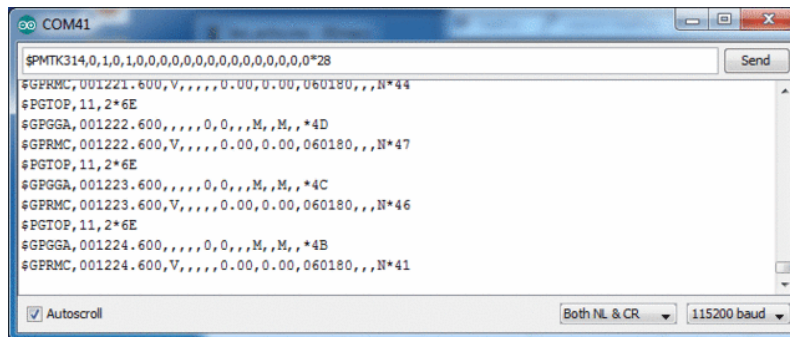 COM41
$PMTK314,0,1,0,1,0,0,0,0,0,0,0,0,0,0,0,0,0,0,0*28
Send
$GPRMC,001221.600,V,,,,,0.00,0.00,060180,,,N*44
$PGTOP,11,2*6E
$GPGGA,001222.600,,,,,0,0,,,M,,M,,*4D
$GPRMC,001222.600,V,,,,,0.00,0.00,060180,,,N*47
$PGTOP,11,2*6E
$GPGGA,001223.600,,,,,0,0,,,M,,M,,*4C
$GPRMC,001223.600,V,,,,,0.00,0.00,060180,,,N*46
$PGTOP,11,2*6E
$GPGGA,001224.600,,,,,0,0,,,M,,M,,*4B
$GPRMC,001224.600,V,,,,,0.00,0.00,060180,,,N*41
Autoscroll
Both NL & CR
115200 baud